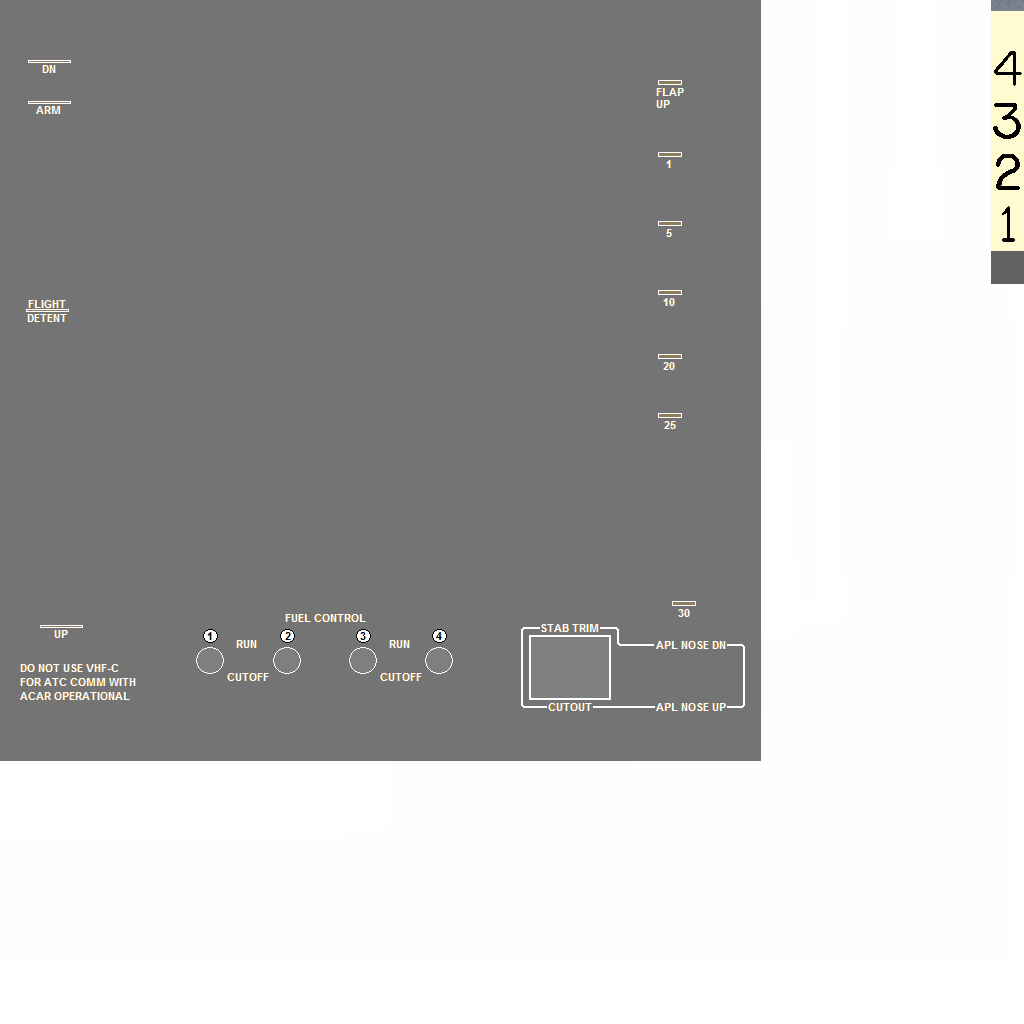 DN
ARM
FLIGHT
DETENT
UP
DO NOT USE VHF-C
FOR ATC COMM WITH
ACAR OPERATIONAL
FUEL CONTROL
1 2 3 4
RUN RUN
CUTOFF CUTOFF
STAB TRIM
CUTOUT
APL NOSE DN
APL NOSE UP
FLAP
UP
1
5
10
20
25
30
4
3
2
1